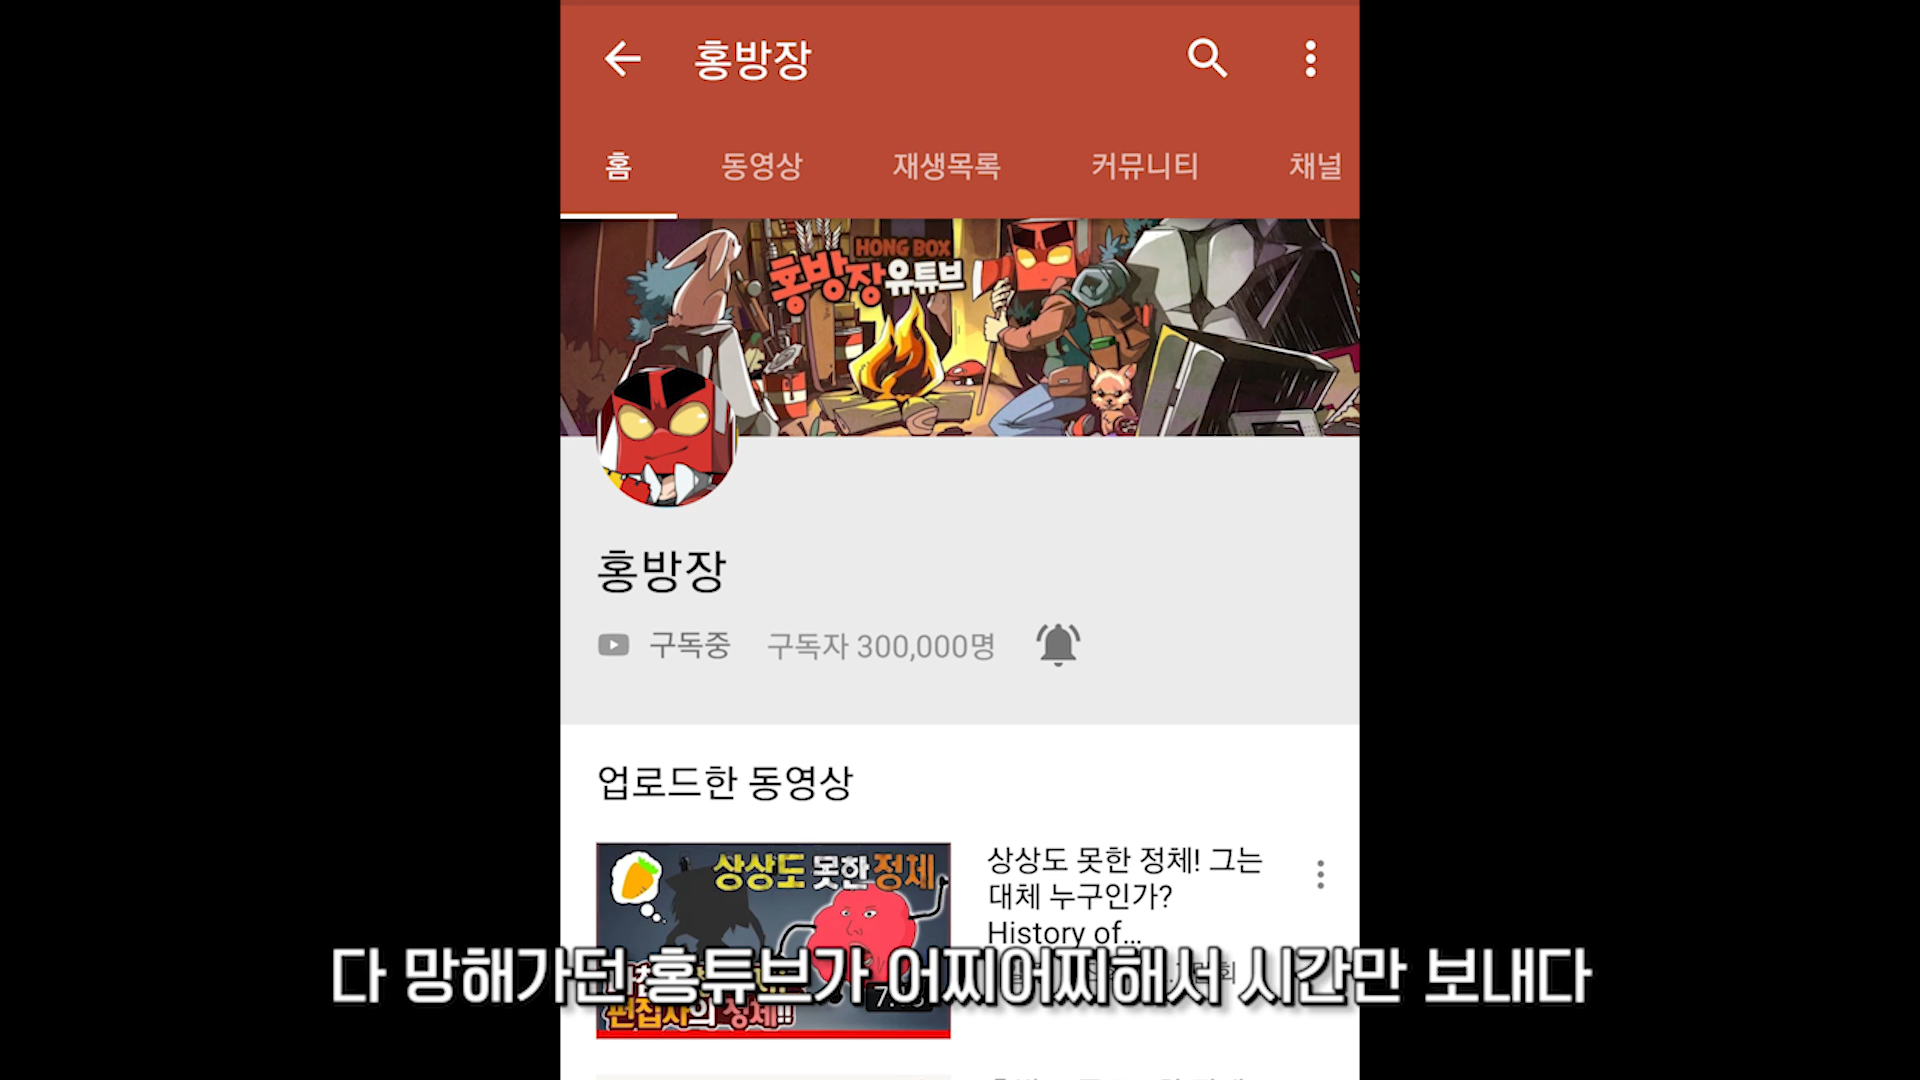 홍방장
홈 동영상 재생목록 커뮤니티 채널
HONG BOX
홍방장유튜브
홍방장
구독중 구독자 300,000명
업로드한 동영상
상상도 못한 정체
편집자의 정체!!
상상도 못한 정체! 그는
대체 누구인가?
History of...
다 망해가던 홍튜브가 어찌어찌해서 시간만 보내다